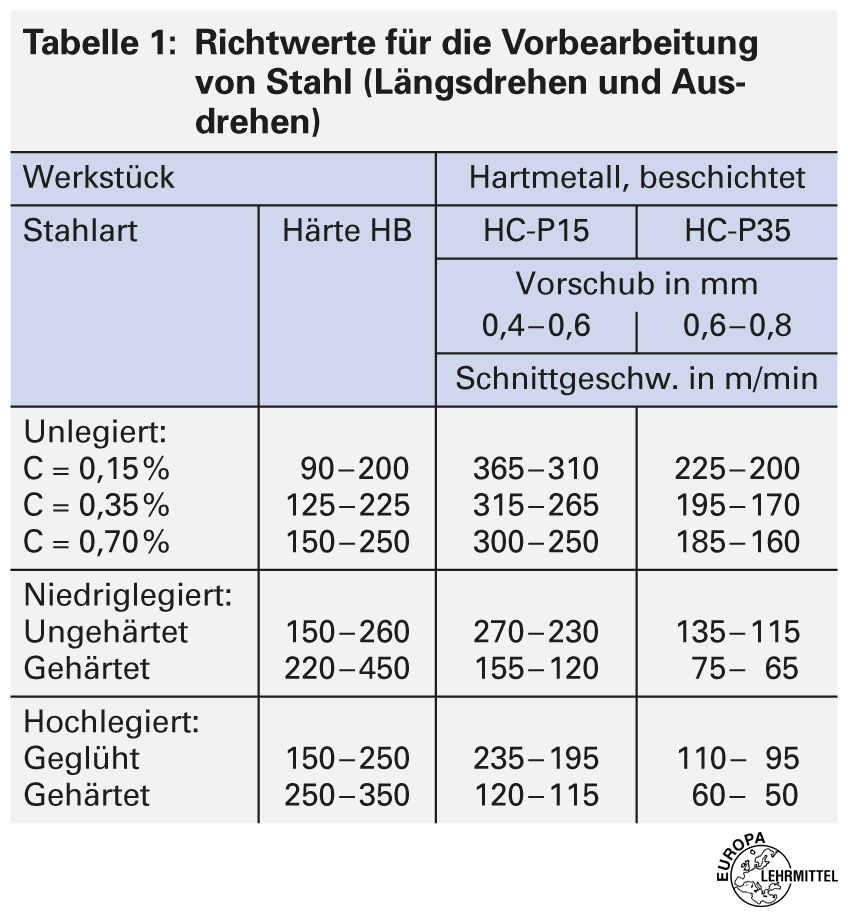 Tabelle 1: Richtwerte für die Vorbearbeitung
von Stahl (Längsdrehen und Aus-
drehen)
Werkstück Hartmetall, beschichtet
Stahlart Härte HB HC-P15 HC-P35
Vorschub in mm
0,4–0,6 0,6–0,8
Schnittgeschw. in m/min
Unlegiert:
C = 0,15% 90–200 365–310 225–200
C = 0,35% 125–225 315–265 195–170
C = 0,70% 150–250 300–250 185–160
Niedriglegiert:
Ungehärtet 150–260 270–230 135–115
Gehärtet 220–450 155–120 75– 65
Hochlegiert:
Geglüht 150–250 235–195 110– 95
Gehärtet 250–350 120–115 60– 50
EUROPA
LEHRMITTEL